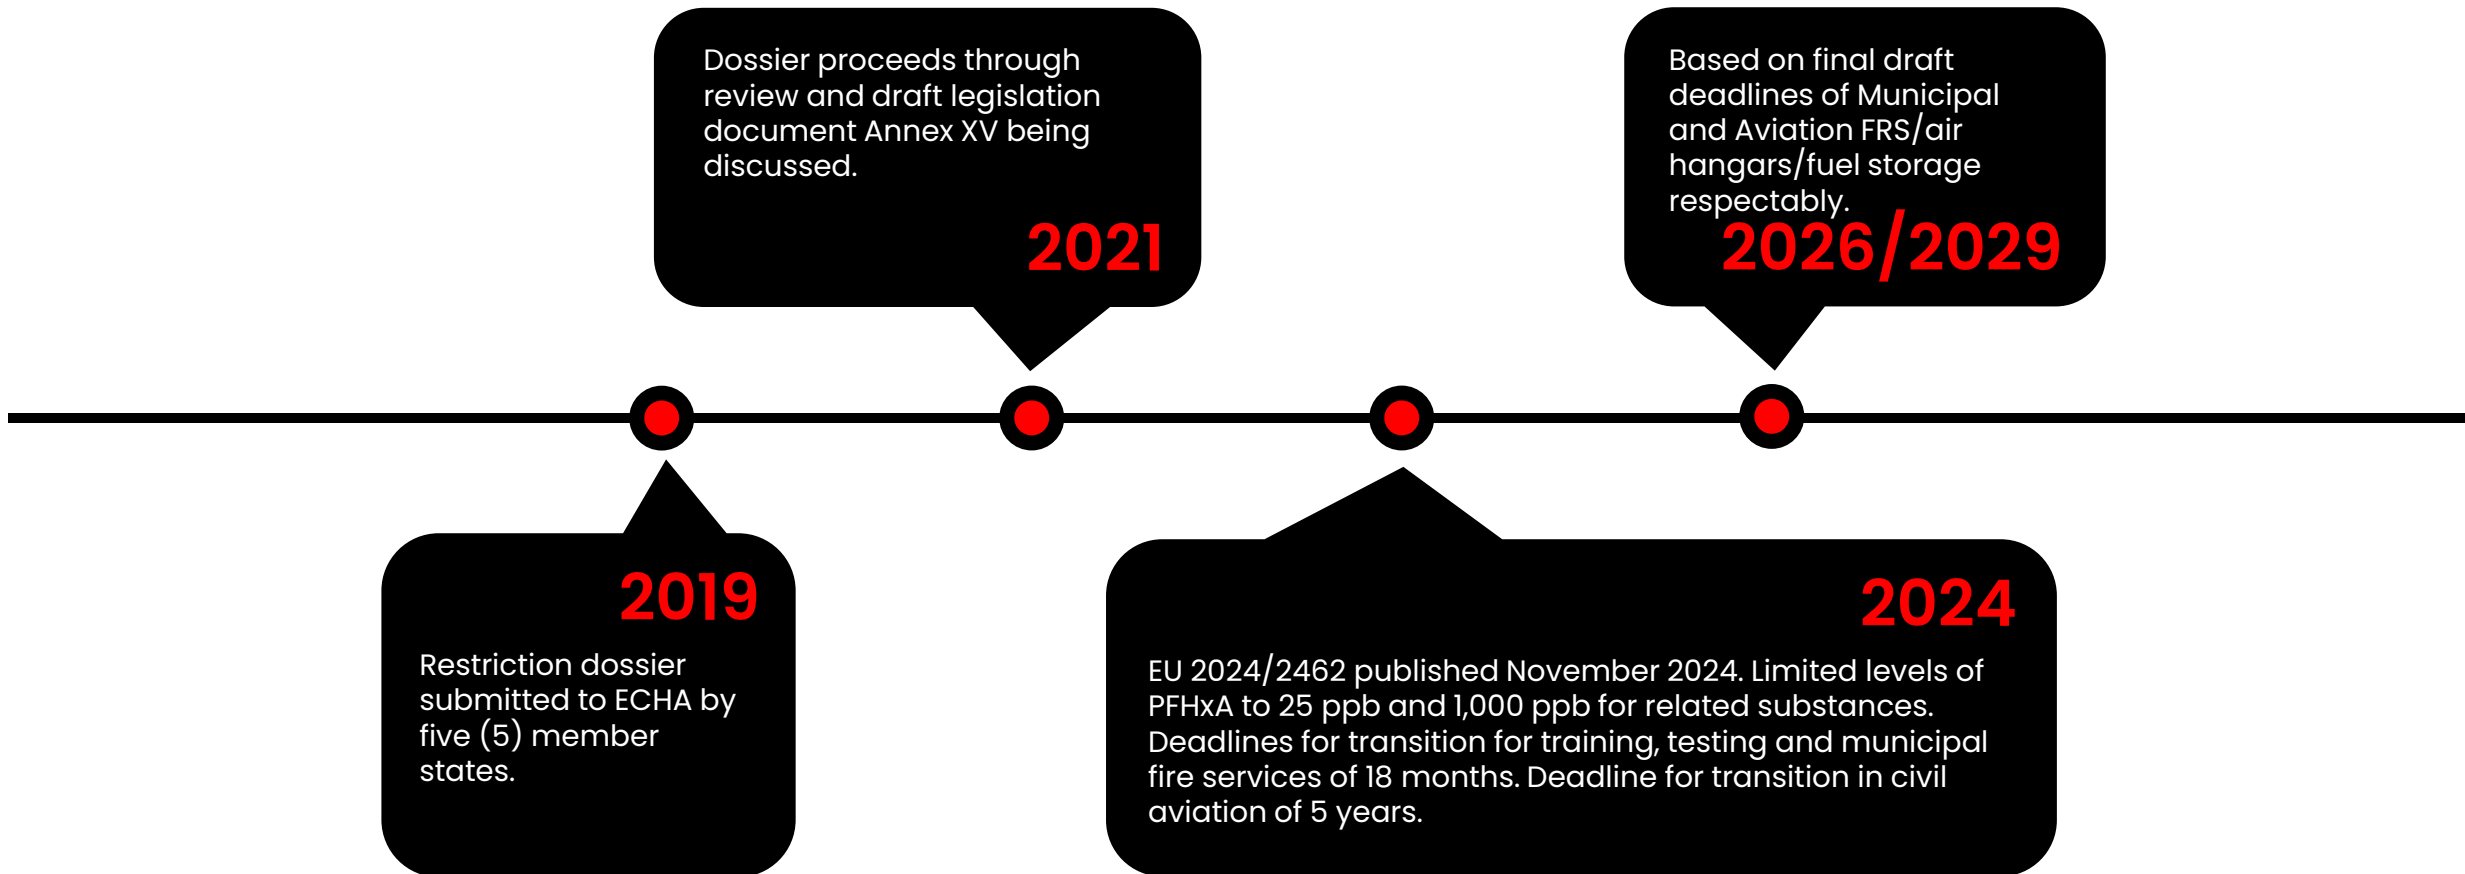 Dossier proceeds through
review and draft legislation
document Annex XV being
discussed.
2021
Based on final draft
deadlines of Municipal
and Aviation FRS/air
hangars/fuel storage
respectably.
2026/2029
2019
Restriction dossier
submitted to ECHA by
five (5) member
states.
2024
EU 2024/2462 published November 2024. Limited levels of
PFHxA to 25 ppb and 1,000 ppb for related substances.
Deadlines for transition for training, testing and municipal
fire services of 18 months. Deadline for transition in civil
aviation of 5 years.